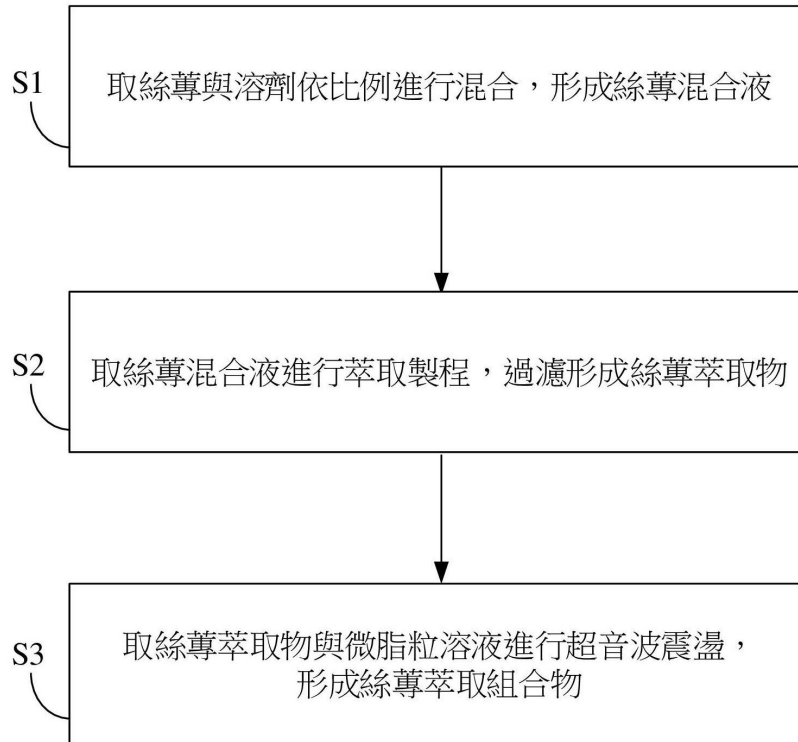 S1
取絲蓴與溶劑依比例進行混合，形成絲蓴混合液
S2
取絲蓴混合液進行萃取製程，過濾形成絲蓴萃取物
S3
取絲蓴萃取物與微脂粒溶液進行超音波震盪，
形成絲蓴萃取組合物